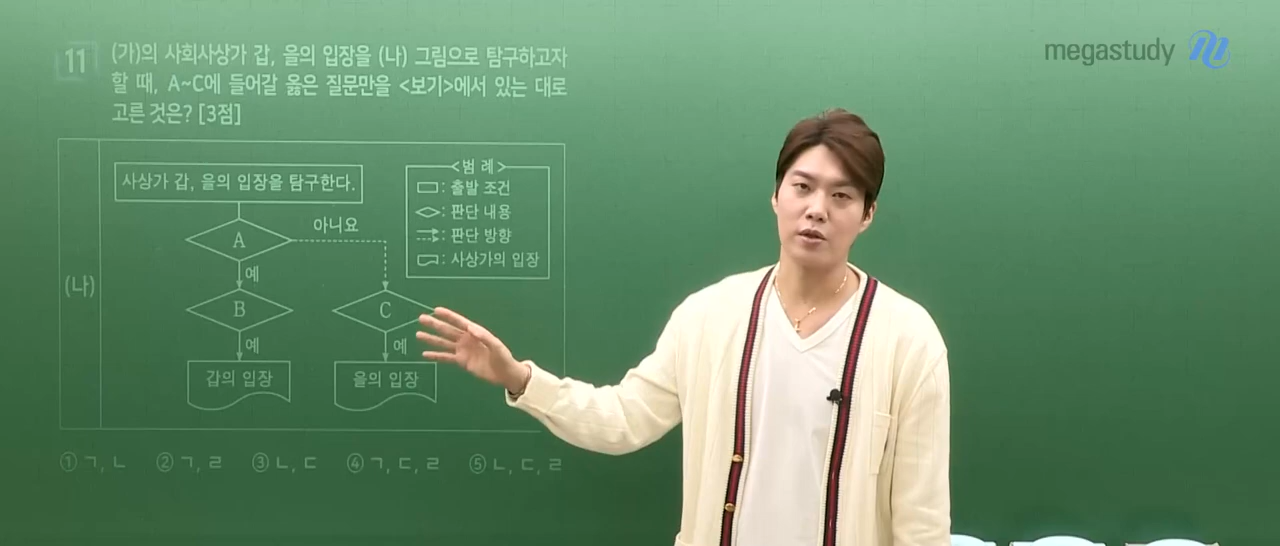 megastudy
11 (가)의 사회사상가 갑, 을의 입장을 (나) 그림으로 탐구하고자
할 때, A~C에 들어갈 옳은 질문만을 <보기>에서 있는 대로
고른 것은? [3점]
(나)
사상가 갑, 을의 입장을 탐구한다.
<범 례>
: 출발 조건
: 판단 내용
: 판단 방향
: 사상가의 입장
A
아니요
예
B
C
예
예
갑의 입장
을의 입장
① ㄱ, ㄴ ② ㄱ, ㄹ ③ ㄴ, ㄷ ④ ㄱ, ㄷ, ㄹ ⑤ ㄴ, ㄷ, ㄹ